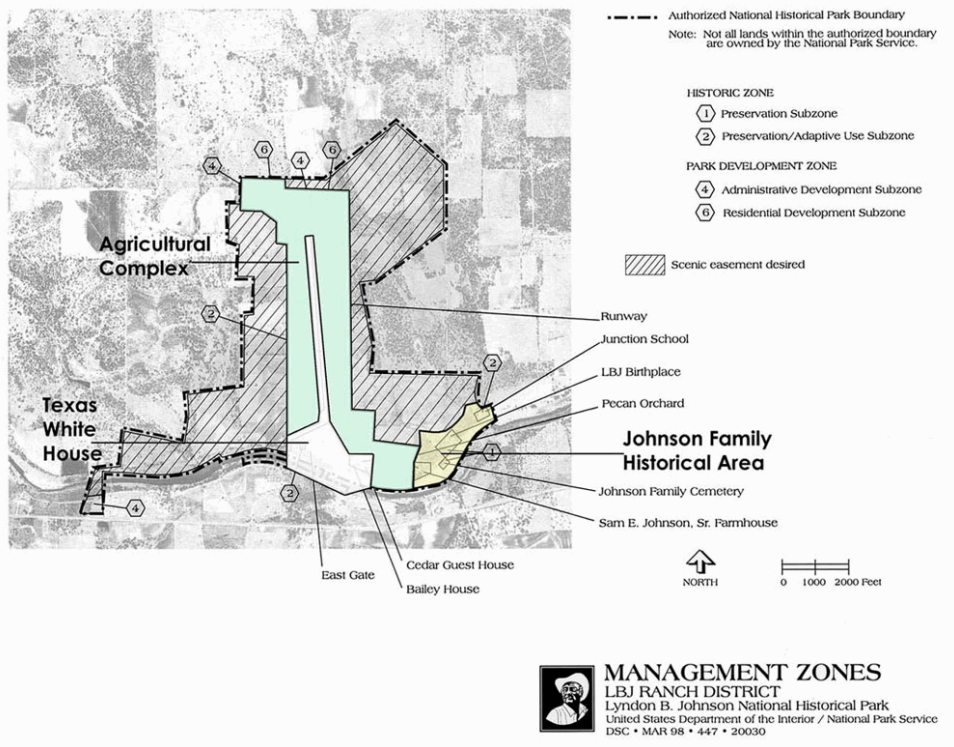 Authorized National Historical Park Boundary
Note: Not all lands within the authorized boundary
are owned by the National Park Service.
HISTORIC ZONE
1 Preservation Subzone
2 Preservation/Adaptive Use Subzone
PARK DEVELOPMENT ZONE
4 Administrative Development Subzone
6 Residential Development Subzone
Scenic easement desired
6
4
4
6
Agricultural
Complex
2
Runway
Junction School
2
LBJ Birthplace
Pecan Orchard
Texas
White
House
Johnson Family
Historical Area
1
Johnson Family Cemetery
2
4
Sam E. Johnson, Sr. Farmhouse
Cedar Guest House
East Gate
Bailey House
NORTH
0 1000 2000 Feet
MANAGEMENT ZONES
LBJ RANCH DISTRICT
Lyndon B. Johnson National Historical Park
United States Department of the Interior / National Park Service
DSC • MAR 98 • 447 • 20030